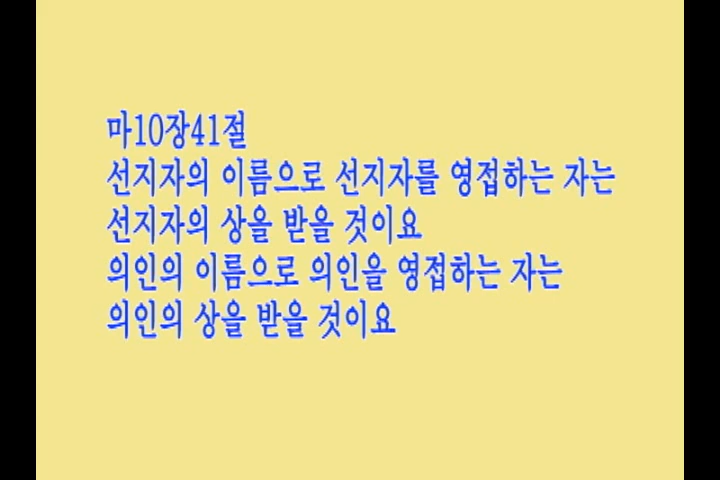 마10장41절
선지자의 이름으로 선지자를 영접하는 자는
선지자의 상을 받을 것이요
의인의 이름으로 의인을 영접하는 자는
의인의 상을 받을 것이요